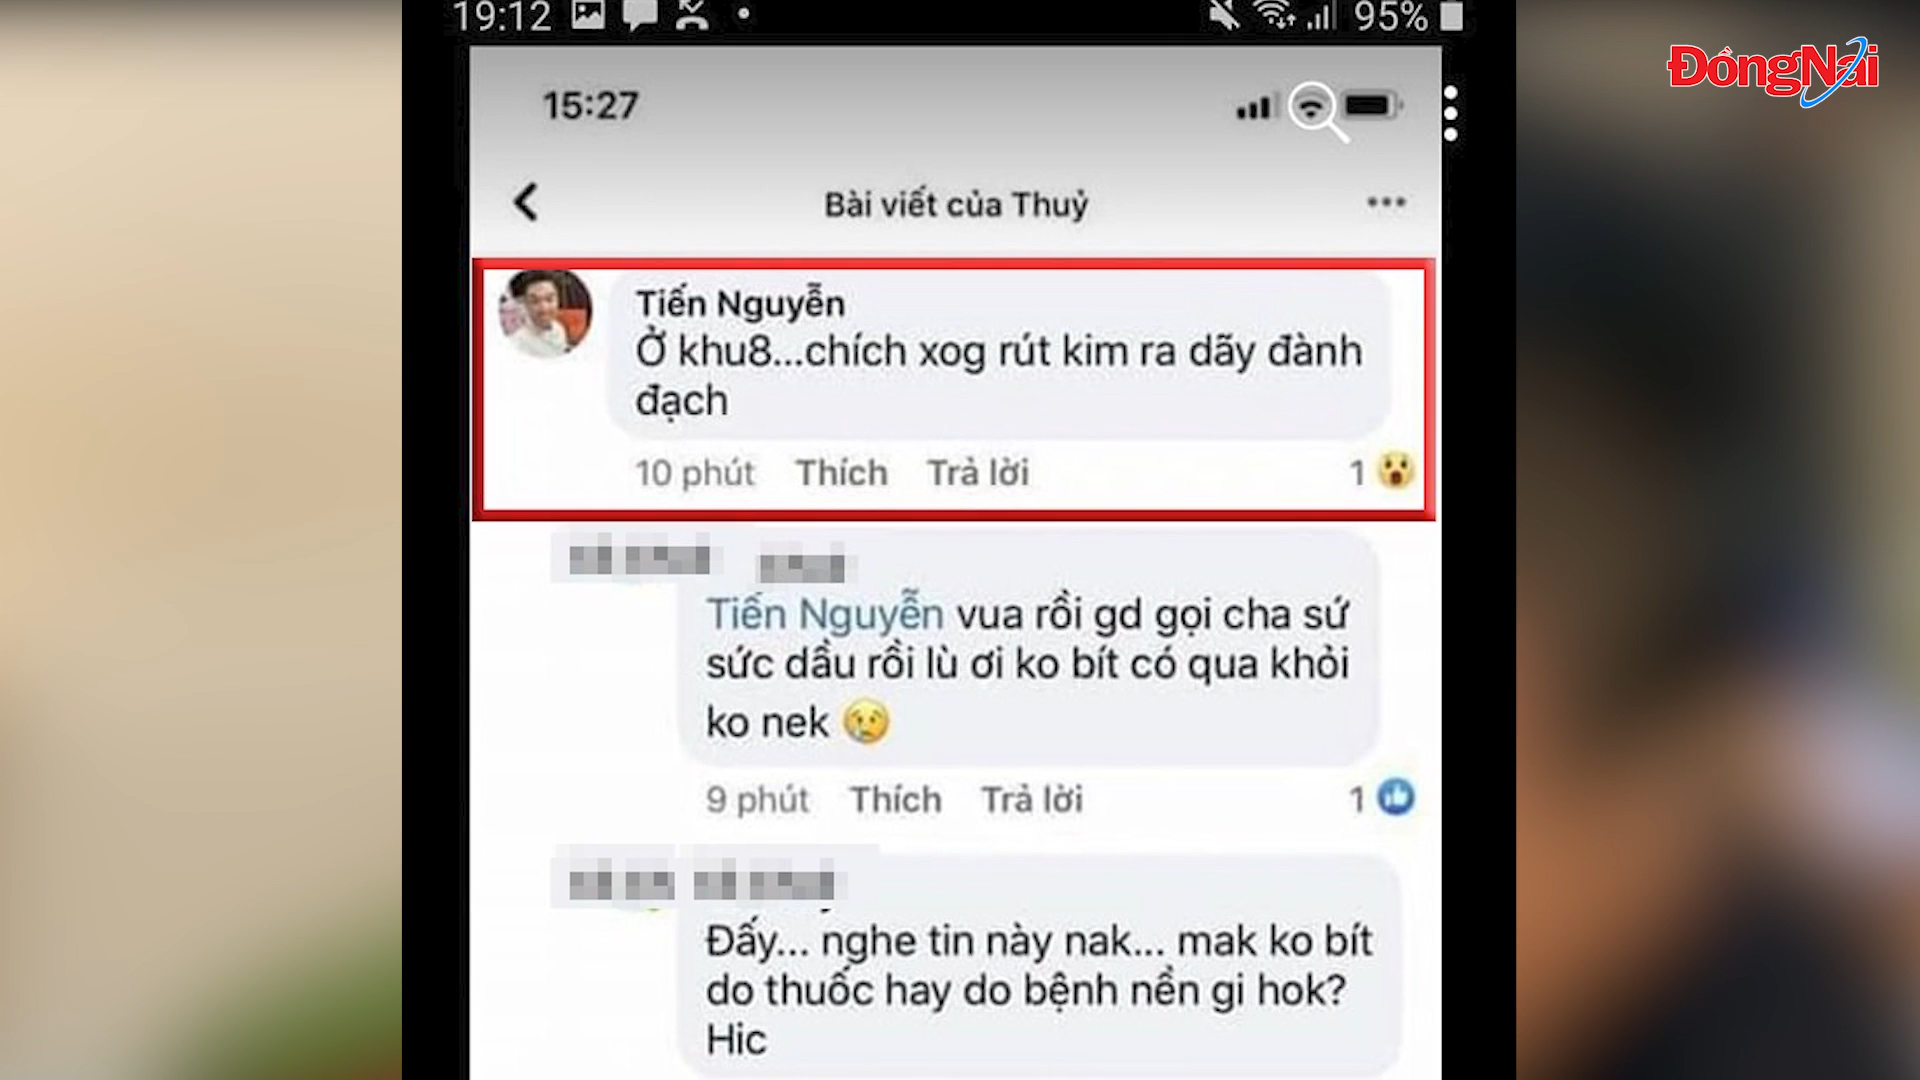 19:12
95%
ĐồngNai
15:27
Bài viết của Thuỷ
Tiến Nguyễn
Ở khu8...chích xog rút kim ra dãy đành
đạch
10 phút Thích Trả lời 1
Tiến Nguyễn vua rồi gd gọi cha sứ
sức dầu rồi lù ơi ko bít có qua khỏi
ko nek
9 phút Thích Trả lời 1
Đấy... nghe tin này nak... mak ko bít
do thuốc hay do bệnh nền gi hok?
Hic